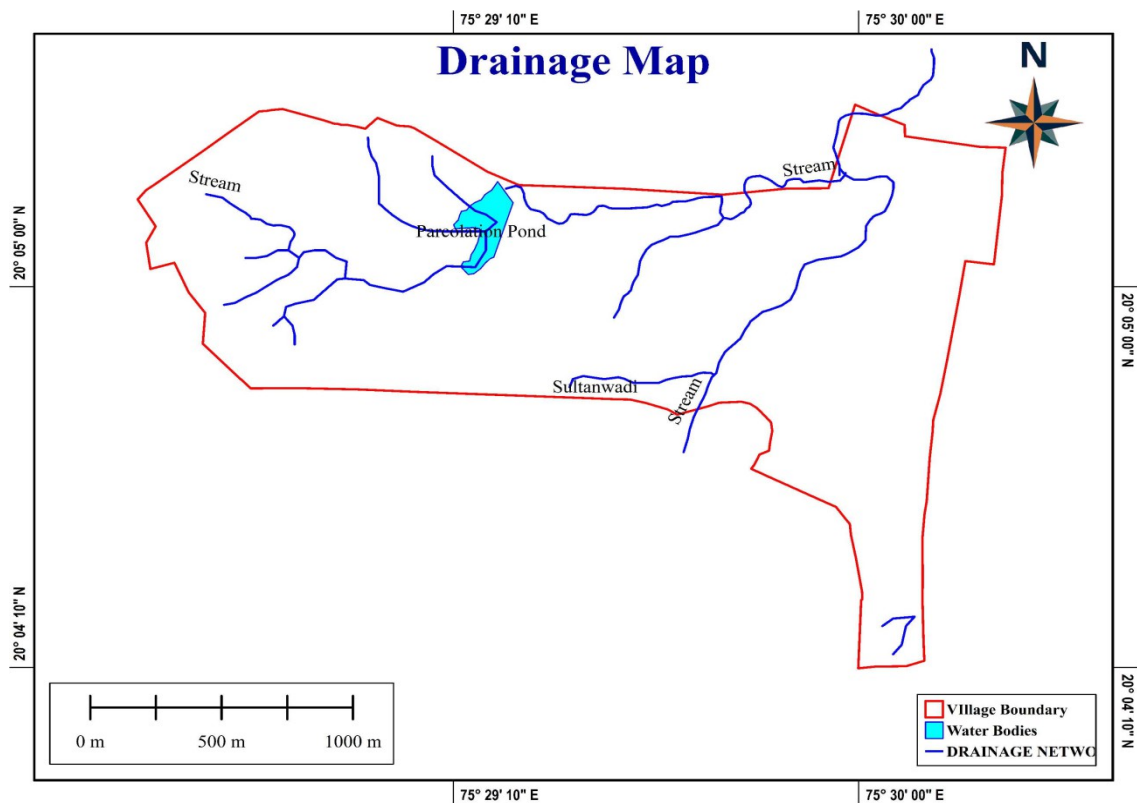 75° 29' 10" E
75° 30' 00" E
Drainage Map
N
Stream
Stream
Parcolation Pond
20° 05' 00" N
20° 05' 00" N
Sultanwadi
Stream
20° 04' 10" N
20° 04' 10" N
0 m
500 m
1000 m
VIllage Boundary
Water Bodies
DRAINAGE NETWO
75° 29' 10" E
75° 30' 00" E